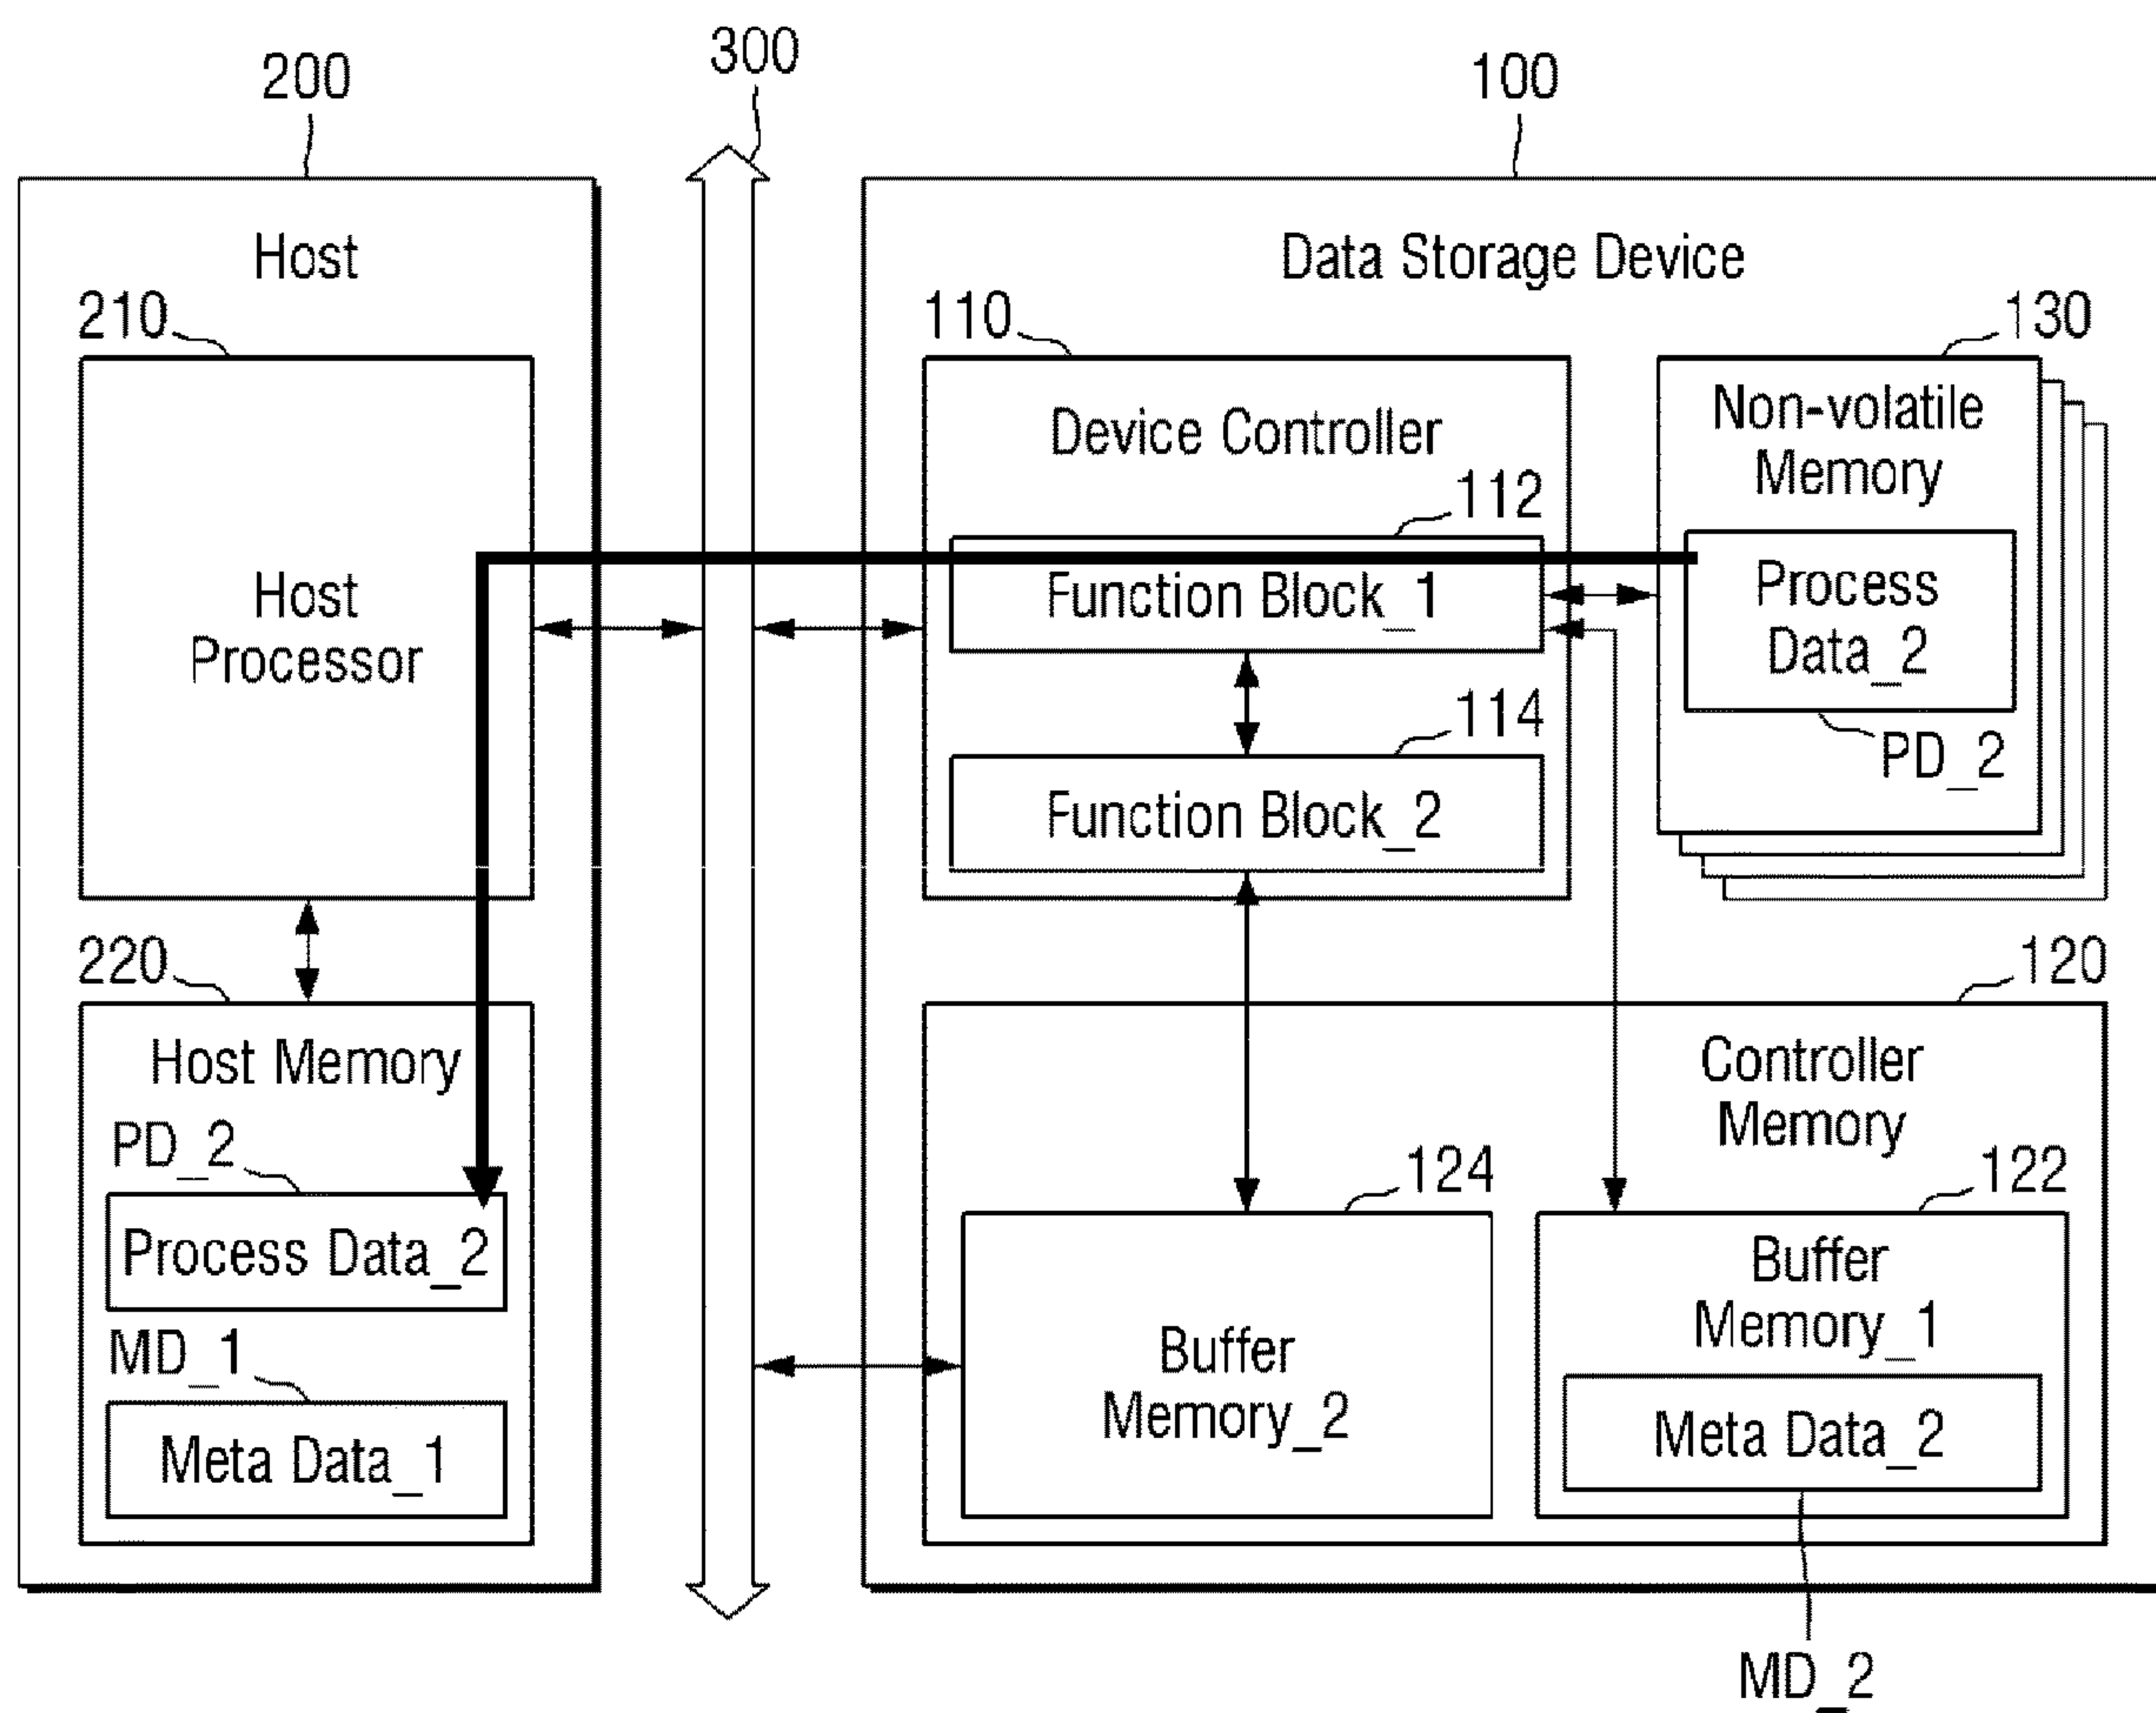 300
200
100
Host
Data Storage Device
210
110
130
Device Controller
Non-volatile
Memory
112
Host
Processor
Function Block_1
Process
Data_2
114
PD_2
Function Block_2
220
120
Host Memory
Controller
Memory
PD_2
124
122
Process Data_2
Buffer
Memory_1
MD_1
Buffer
Memory_2
Meta Data_1
Meta Data_2
MD_2